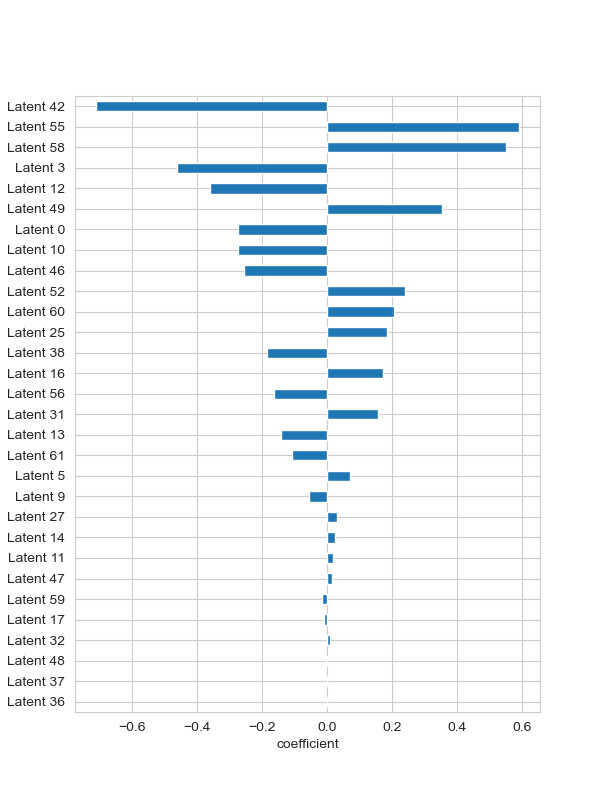 Latent 42
Latent 55
Latent 58
Latent 3
Latent 12
Latent 49
Latent 0
Latent 10
Latent 46
Latent 52
Latent 60
Latent 25
Latent 38
Latent 16
Latent 56
Latent 31
Latent 13
Latent 61
Latent 5
Latent 9
Latent 27
Latent 14
Latent 11
Latent 47
Latent 59
Latent 17
Latent 32
Latent 48
Latent 37
Latent 36
−0.6 −0.4 −0.2 0.0 0.2 0.4 0.6
coefficient